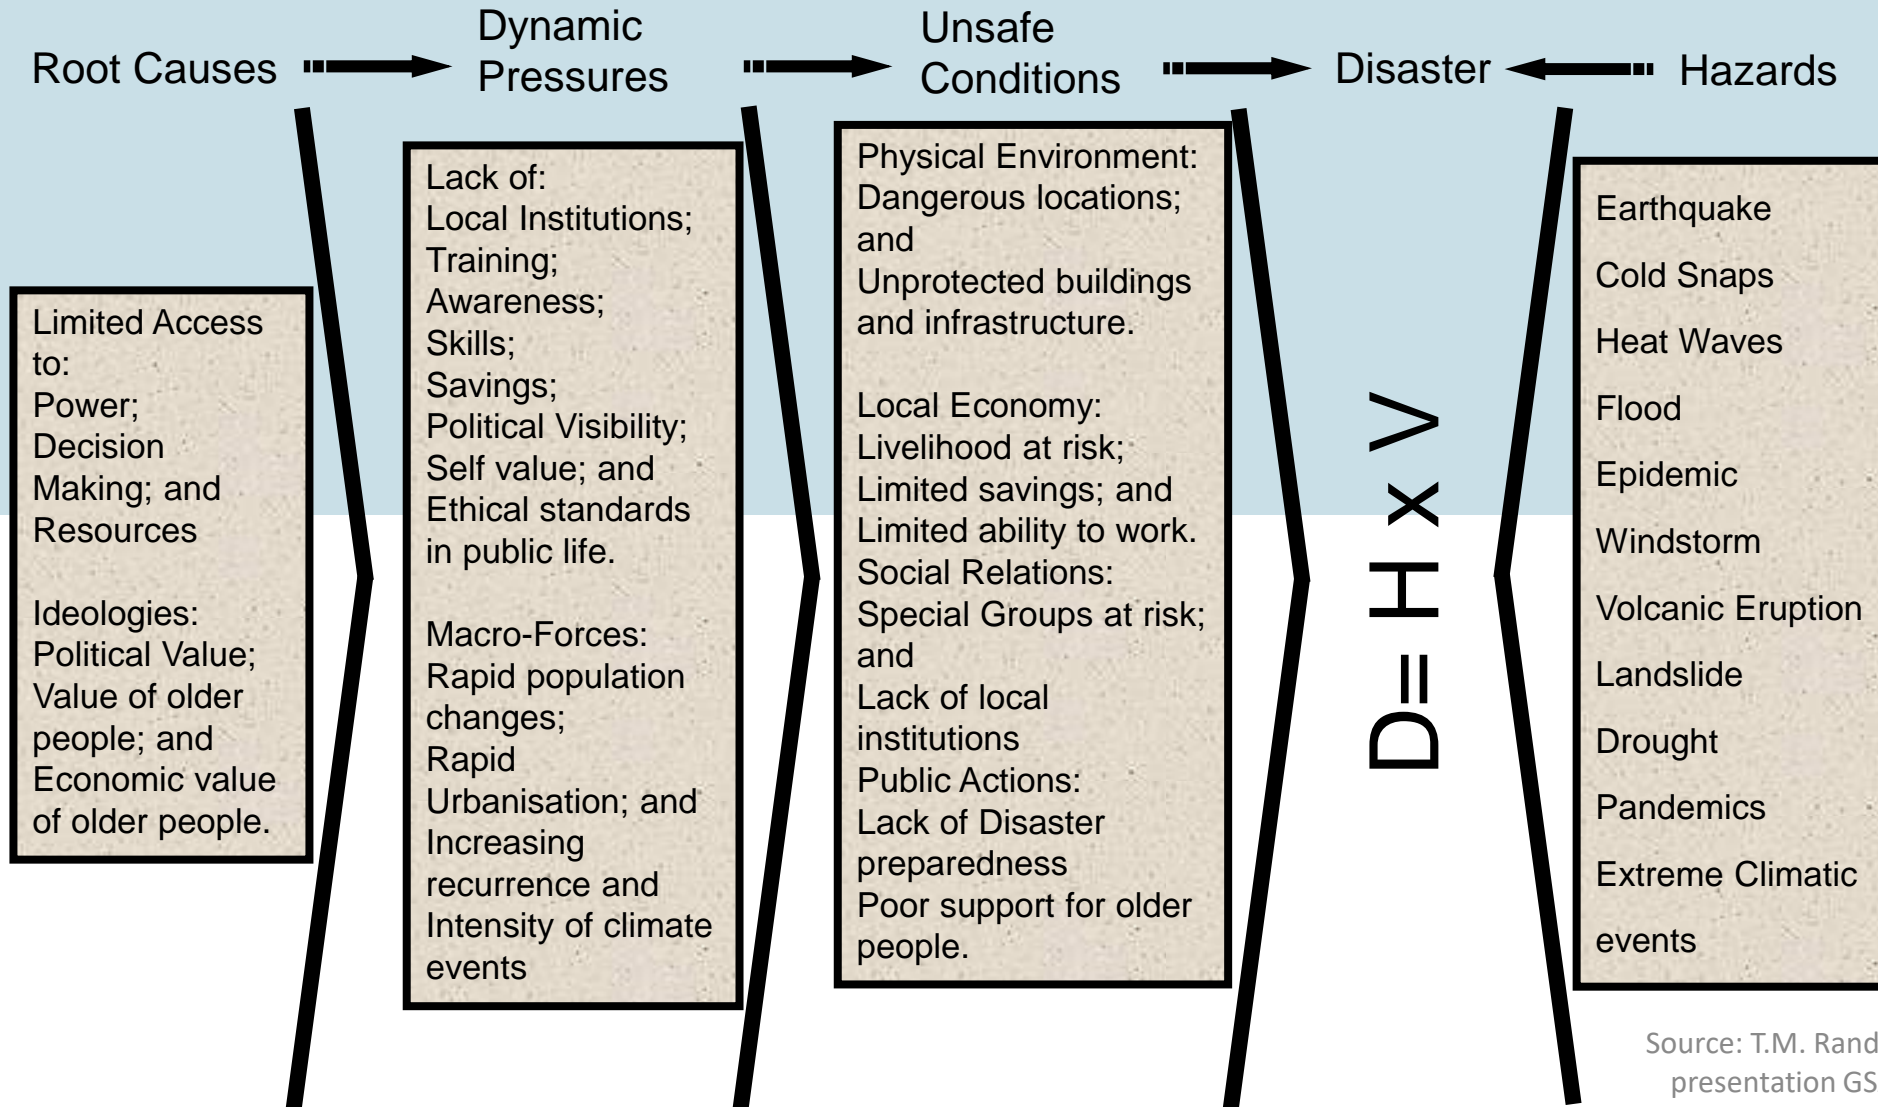 Root Causes
Dynamic
Pressures
Unsafe
Conditions
Disaster
Hazards
Limited Access
to:
Power;
Decision
Making; and
Resources
Ideologies:
Political Value;
Value of older
people; and
Economic value
of older people.
Lack of:
Local Institutions;
Training;
Awareness;
Skills;
Savings;
Political Visibility;
Self value; and
Ethical standards
in public life.
Macro-Forces:
Rapid population
changes;
Rapid
Urbanisation; and
Increasing
recurrence and
Intensity of climate
events
Physical Environment:
Dangerous locations;
and
Unprotected buildings
and infrastructure.
Local Economy:
Livelihood at risk;
Limited savings; and
Limited ability to work.
Social Relations:
Special Groups at risk;
and
Lack of local
institutions
Public Actions:
Lack of Disaster
preparedness
Poor support for older
people.
D= H x V
Earthquake
Cold Snaps
Heat Waves
Flood
Epidemic
Windstorm
Volcanic Eruption
Landslide
Drought
Pandemics
Extreme Climatic
events
Source: T.M. Rand
presentation GS